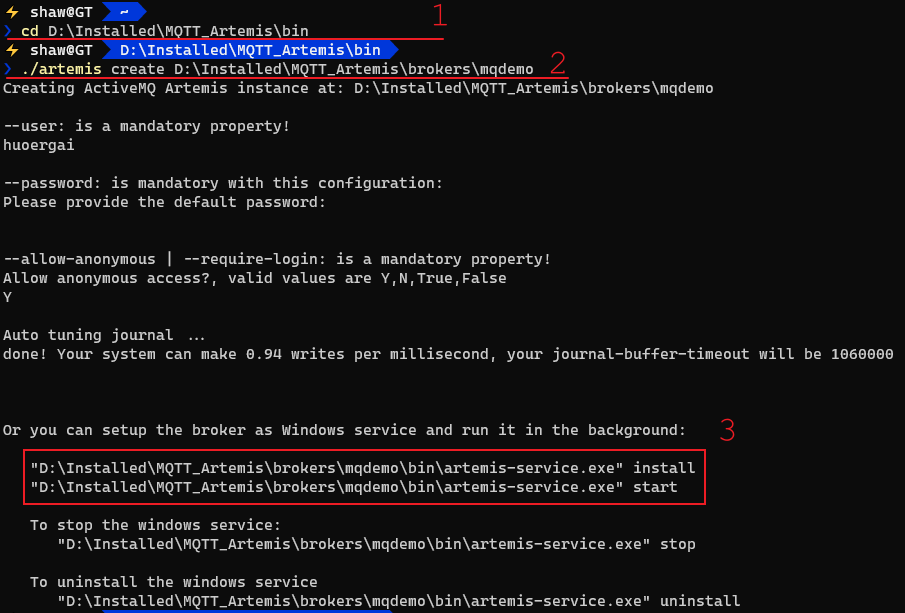 ⚡ shaw@GT ~ 1
❯ cd D:\Installed\MQTT_Artemis\bin
⚡ shaw@GT D:\Installed\MQTT_Artemis\bin
❯ ./artemis create D:\Installed\MQTT_Artemis\brokers\mqdemo 2
Creating ActiveMQ Artemis instance at: D:\Installed\MQTT_Artemis\brokers\mqdemo
--user: is a mandatory property!
huoergai
--password: is mandatory with this configuration:
Please provide the default password:
--allow-anonymous | --require-login: is a mandatory property!
Allow anonymous access?, valid values are Y,N,True,False
Y
Auto tuning journal ...
done! Your system can make 0.94 writes per millisecond, your journal-buffer-timeout will be 1060000
Or you can setup the broker as Windows service and run it in the background: 3
"D:\Installed\MQTT_Artemis\brokers\mqdemo\bin\artemis-service.exe" install
"D:\Installed\MQTT_Artemis\brokers\mqdemo\bin\artemis-service.exe" start
To stop the windows service:
"D:\Installed\MQTT_Artemis\brokers\mqdemo\bin\artemis-service.exe" stop
To uninstall the windows service
"D:\Installed\MQTT_Artemis\brokers\mqdemo\bin\artemis-service.exe" uninstall